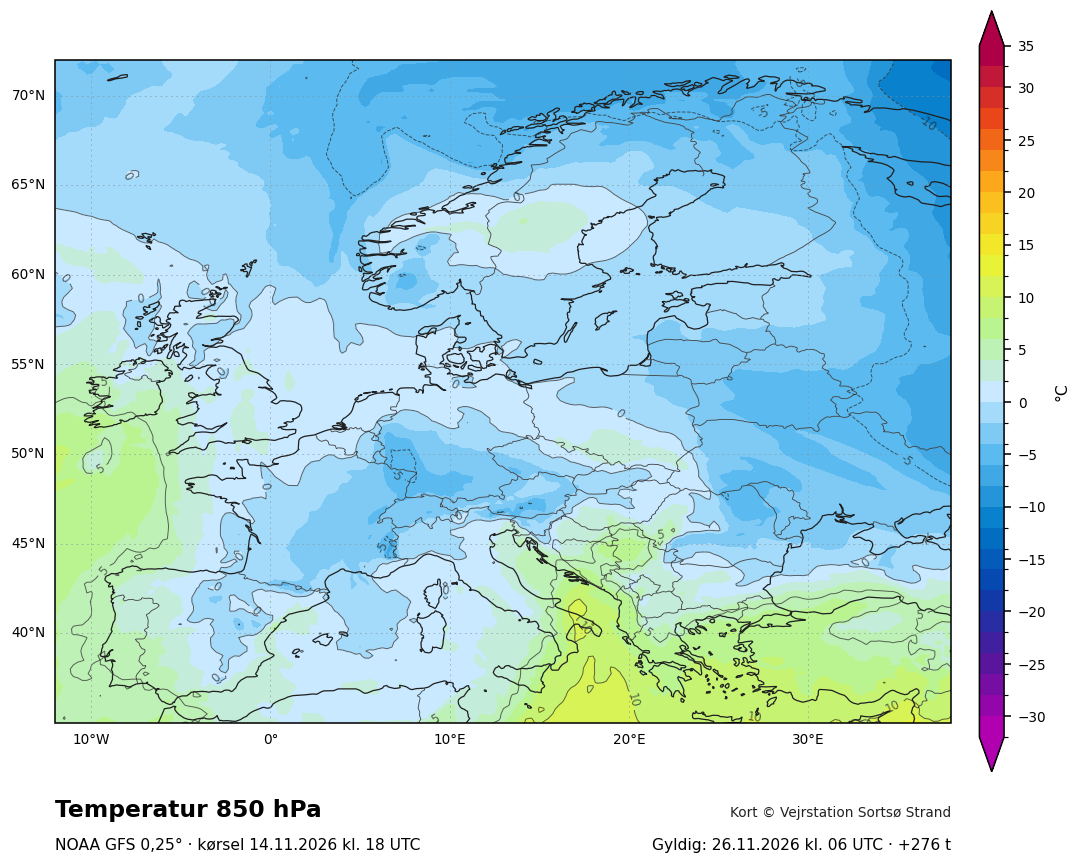 70°N
65°N
60°N
55°N
50°N
45°N
40°N
10°W
0°
10°E
20°E
30°E
35
30
25
20
15
10
5
0
−5
−10
−15
−20
−25
−30
°C
Temperatur 850 hPa
Kort © Vejrstation Sortsø Strand
NOAA GFS 0,25° · kørsel 14.11.2026 kl. 18 UTC
Gyldig: 26.11.2026 kl. 06 UTC · +276 t